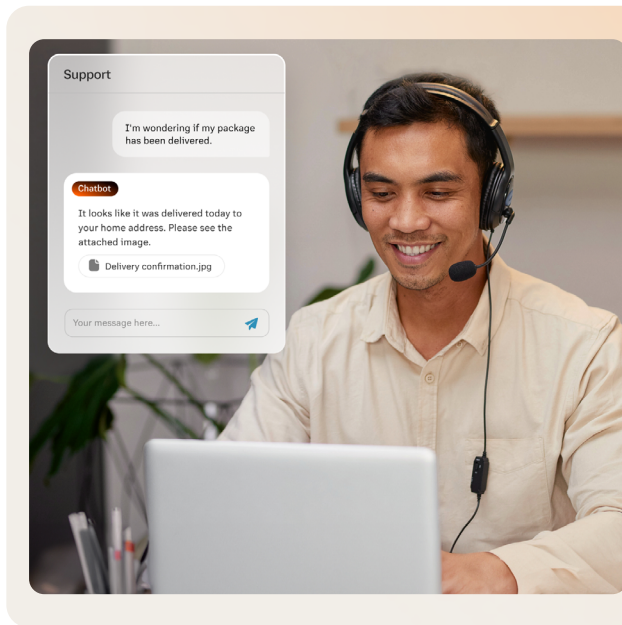 Support
I'm wondering if my package
has been delivered.
Chatbot
It looks like it was delivered today to
your home address. Please see the
attached image.
Delivery confirmation.jpg
Your message here...